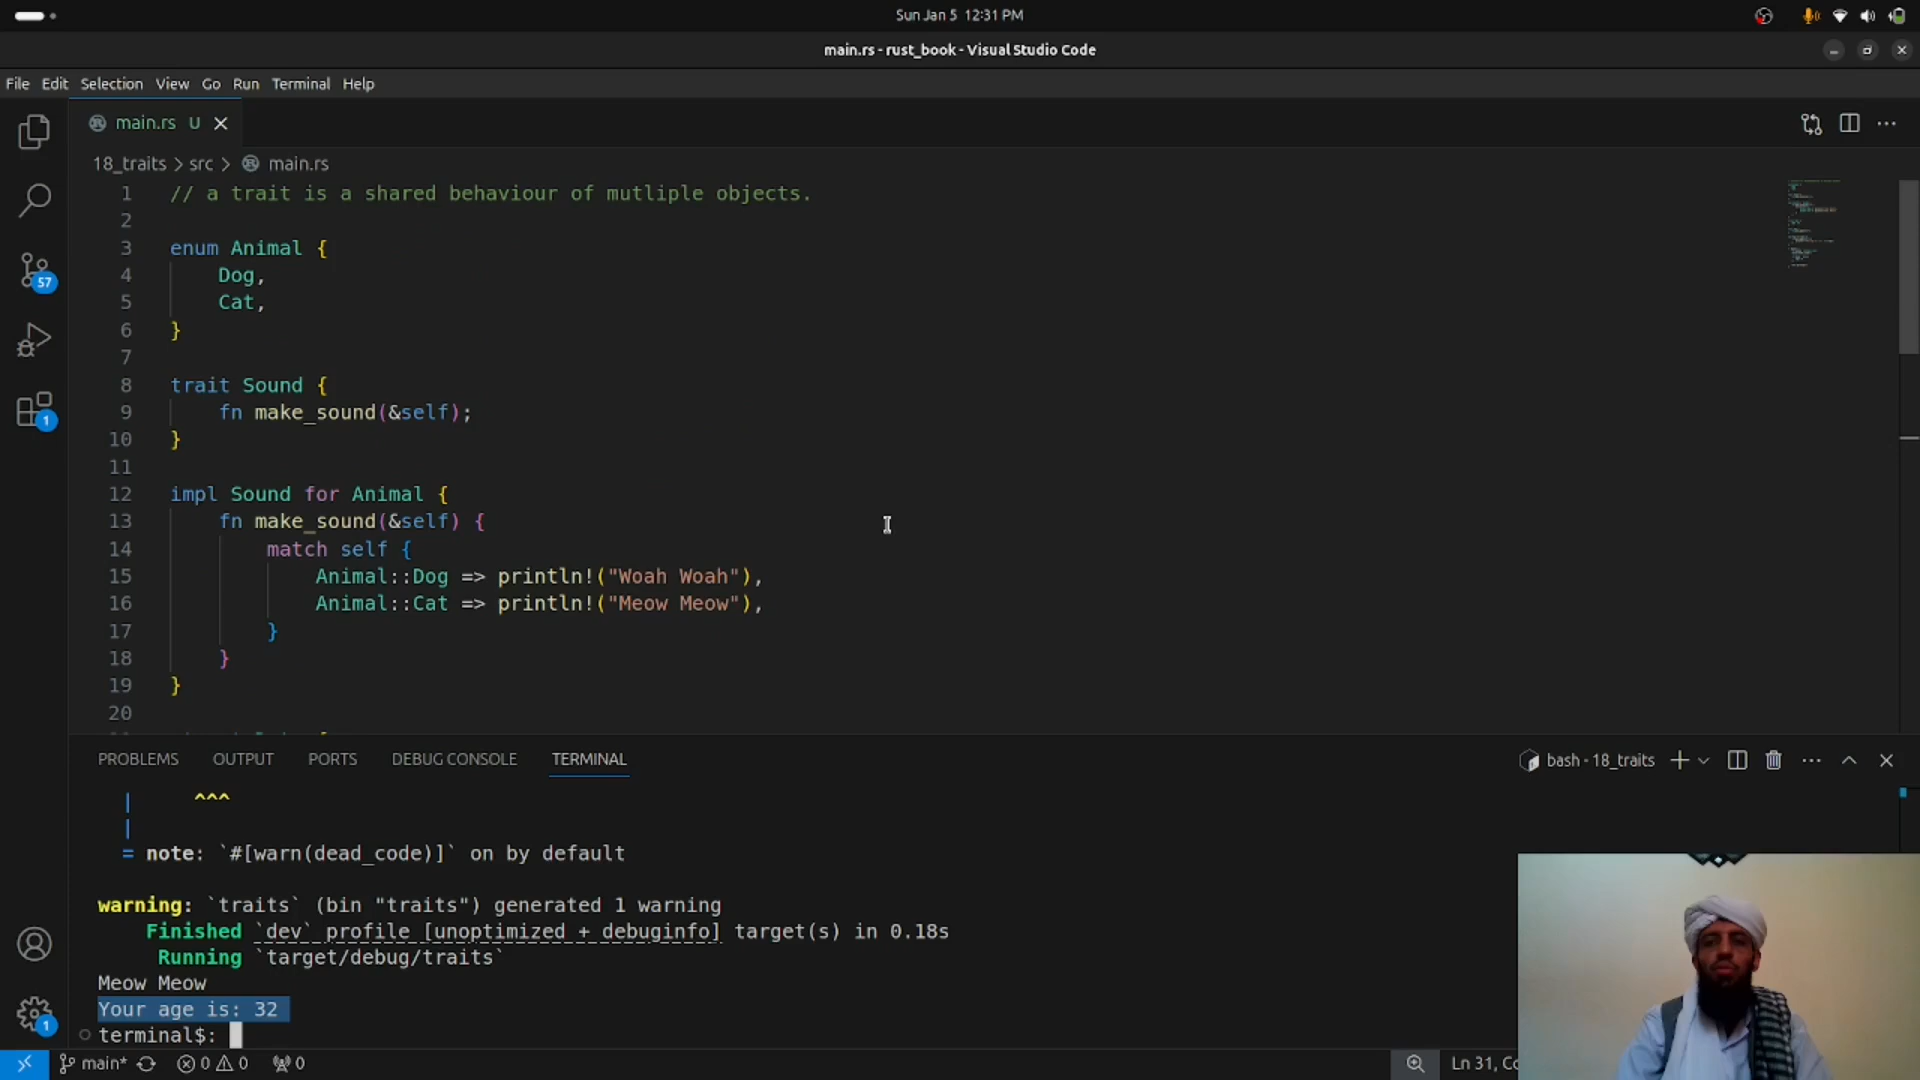 Sun Jan 5 12:31 PM
main.rs - rust_book - Visual Studio Code
File Edit Selection View Go Run Terminal Help
main.rs U
18_traits > src > main.rs
1 // a trait is a shared behaviour of mutliple objects.
2
3 enum Animal {
4 Dog,
5 Cat,
6 }
7
8 trait Sound {
9 fn make_sound(&self);
10 }
11
12 impl Sound for Animal {
13 fn make_sound(&self) {
14 match self {
15 Animal::Dog => println!("Woah Woah"),
16 Animal::Cat => println!("Meow Meow"),
17 }
18 }
19 }
20
57
1
PROBLEMS OUTPUT PORTS DEBUG CONSOLE TERMINAL bash - 18_traits
| ^^^
|
= note: `#[warn(dead_code)]` on by default
warning: `traits` (bin "traits") generated 1 warning
Finished `dev` profile [unoptimized + debuginfo] target(s) in 0.18s
Running `target/debug/traits`
Meow Meow
Your age is: 32
terminal$:
1
main* 0 0 0 Ln 31,